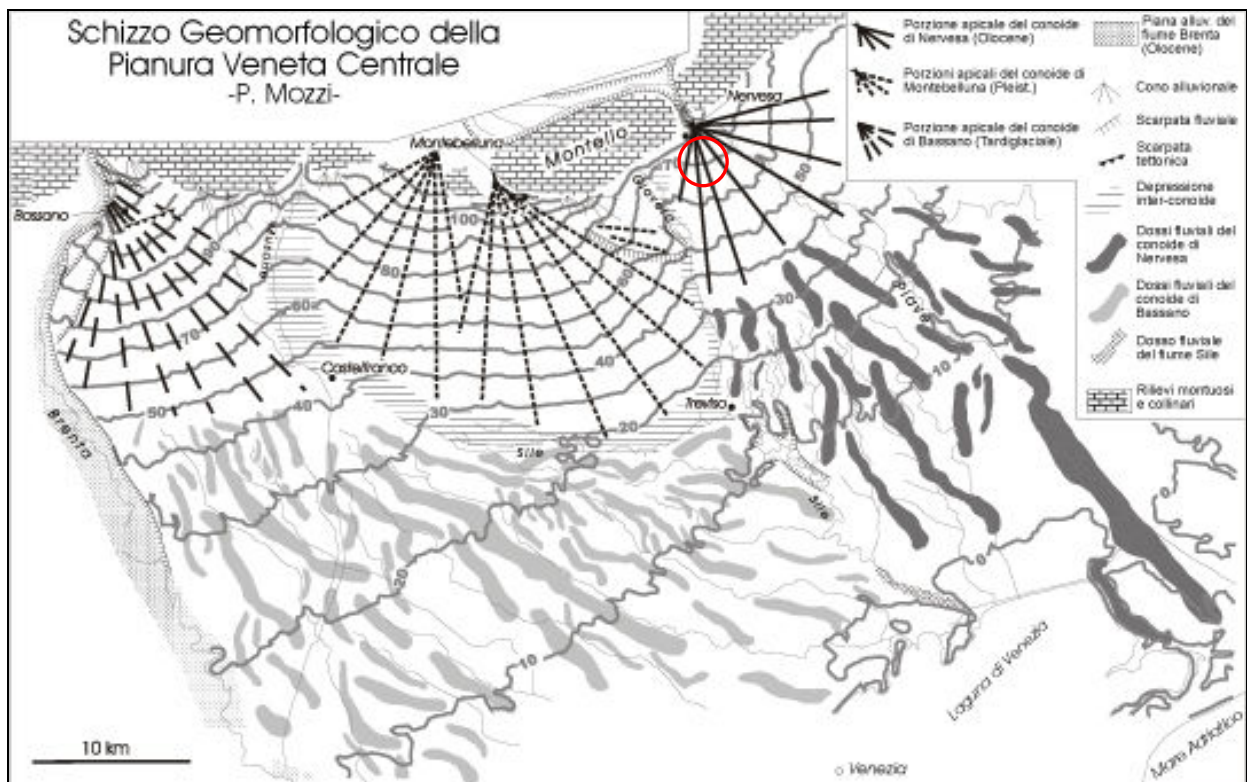 Schizzo Geomorfologico della
Pianura Veneta Centrale
-P. Mozzi-
Porzione apicale del conoide
di Nervesa (Olocene)
Porzioni apicali del conoide di
Montebelluna (Pleist.)
Porzione apicale del conoide
di Bassano (Tardiglaciale)
Piana alluv. del
fiume Brenta
(Olocene)
Cono alluvionale
Scarpata fluviale
Scarpata
tettonica
Depressione
inter-conoide
Dossi fluviali del
conoide di
Nervesa
Dossi fluviali del
conoide di
Bassano
Dosso fluviale
del fiume Sile
Rilievi montuosi
e collinari
Nervesa
Montebelluna
Montello
Bassano
Giavera
100
80
60
70
60
50
40
40
30
30
20
10
Castelfranco
Treviso
Piave
Brenta
Sile
Sile
20
10
0
0
Laguna di Venezia
Mare Adriatico
10 km
Venezia